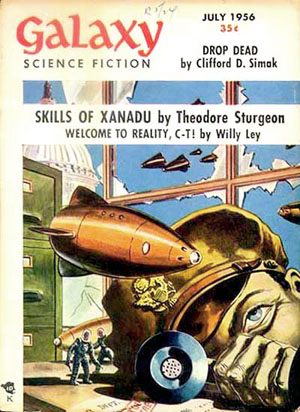 JULY 1956
35¢
Galaxy
SCIENCE FICTION
DROP DEAD
by Clifford D. Simak
SKILLS OF XANADU by Theodore Sturgeon
WELCOME TO REALITY, C-T! by Willy Ley
K